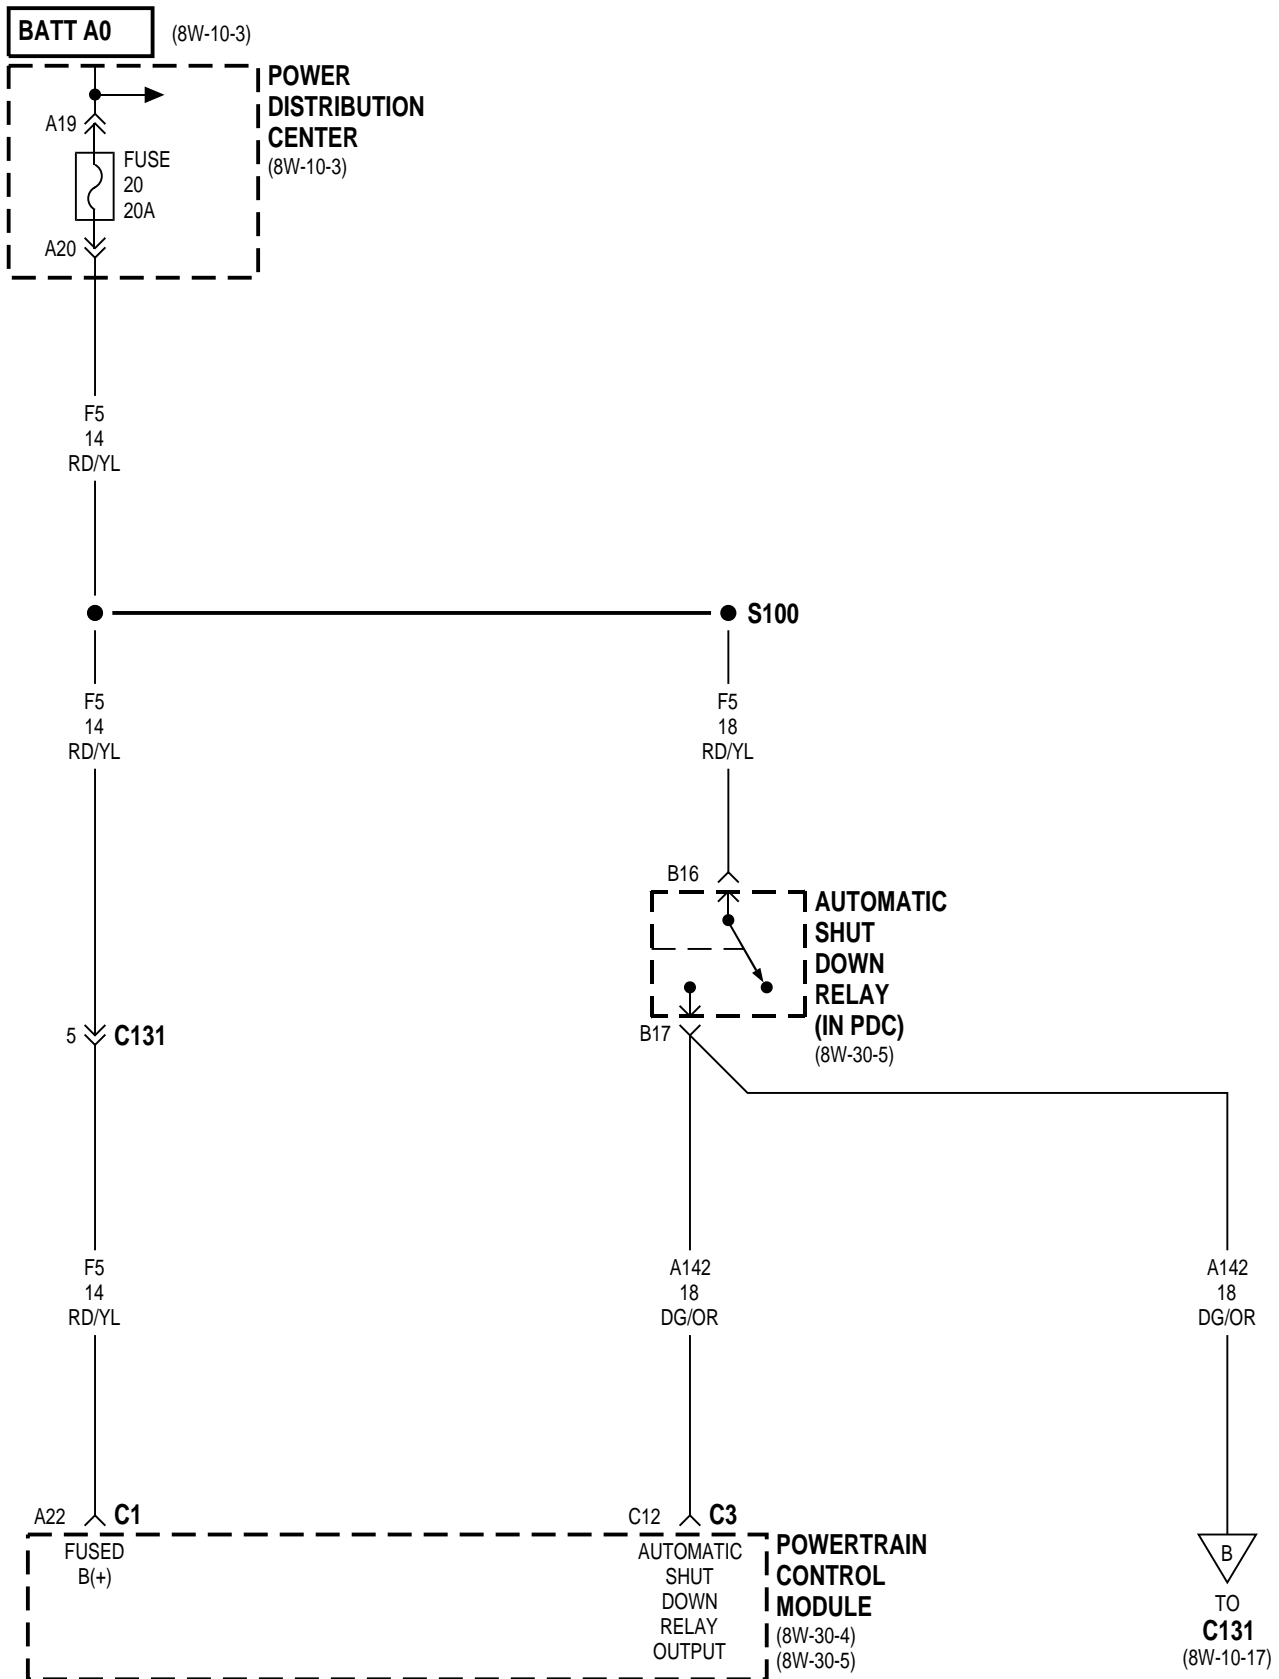 BATT A0
(8W-10-3)
POWER
DISTRIBUTION
CENTER
(8W-10-3)
A19
FUSE
20
20A
A20
F5
14
RD/YL
S100
F5
14
RD/YL
F5
18
RD/YL
B16
AUTOMATIC
SHUT
DOWN
RELAY
(IN PDC)
(8W-30-5)
B17
5
C131
F5
14
RD/YL
A142
18
DG/OR
A142
18
DG/OR
A22
C1
C12
C3
FUSED
B(+)
AUTOMATIC
SHUT
DOWN
RELAY
OUTPUT
POWERTRAIN
CONTROL
MODULE
(8W-30-4)
(8W-30-5)
B
TO
C131
(8W-10-17)